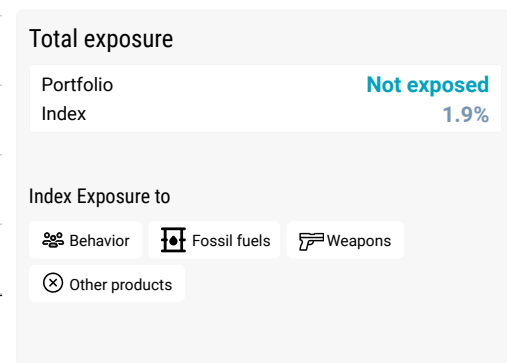 Total exposure
Portfolio Not exposed
Index 1.9%
Index Exposure to
Behavior Fossil fuels Weapons
Other products